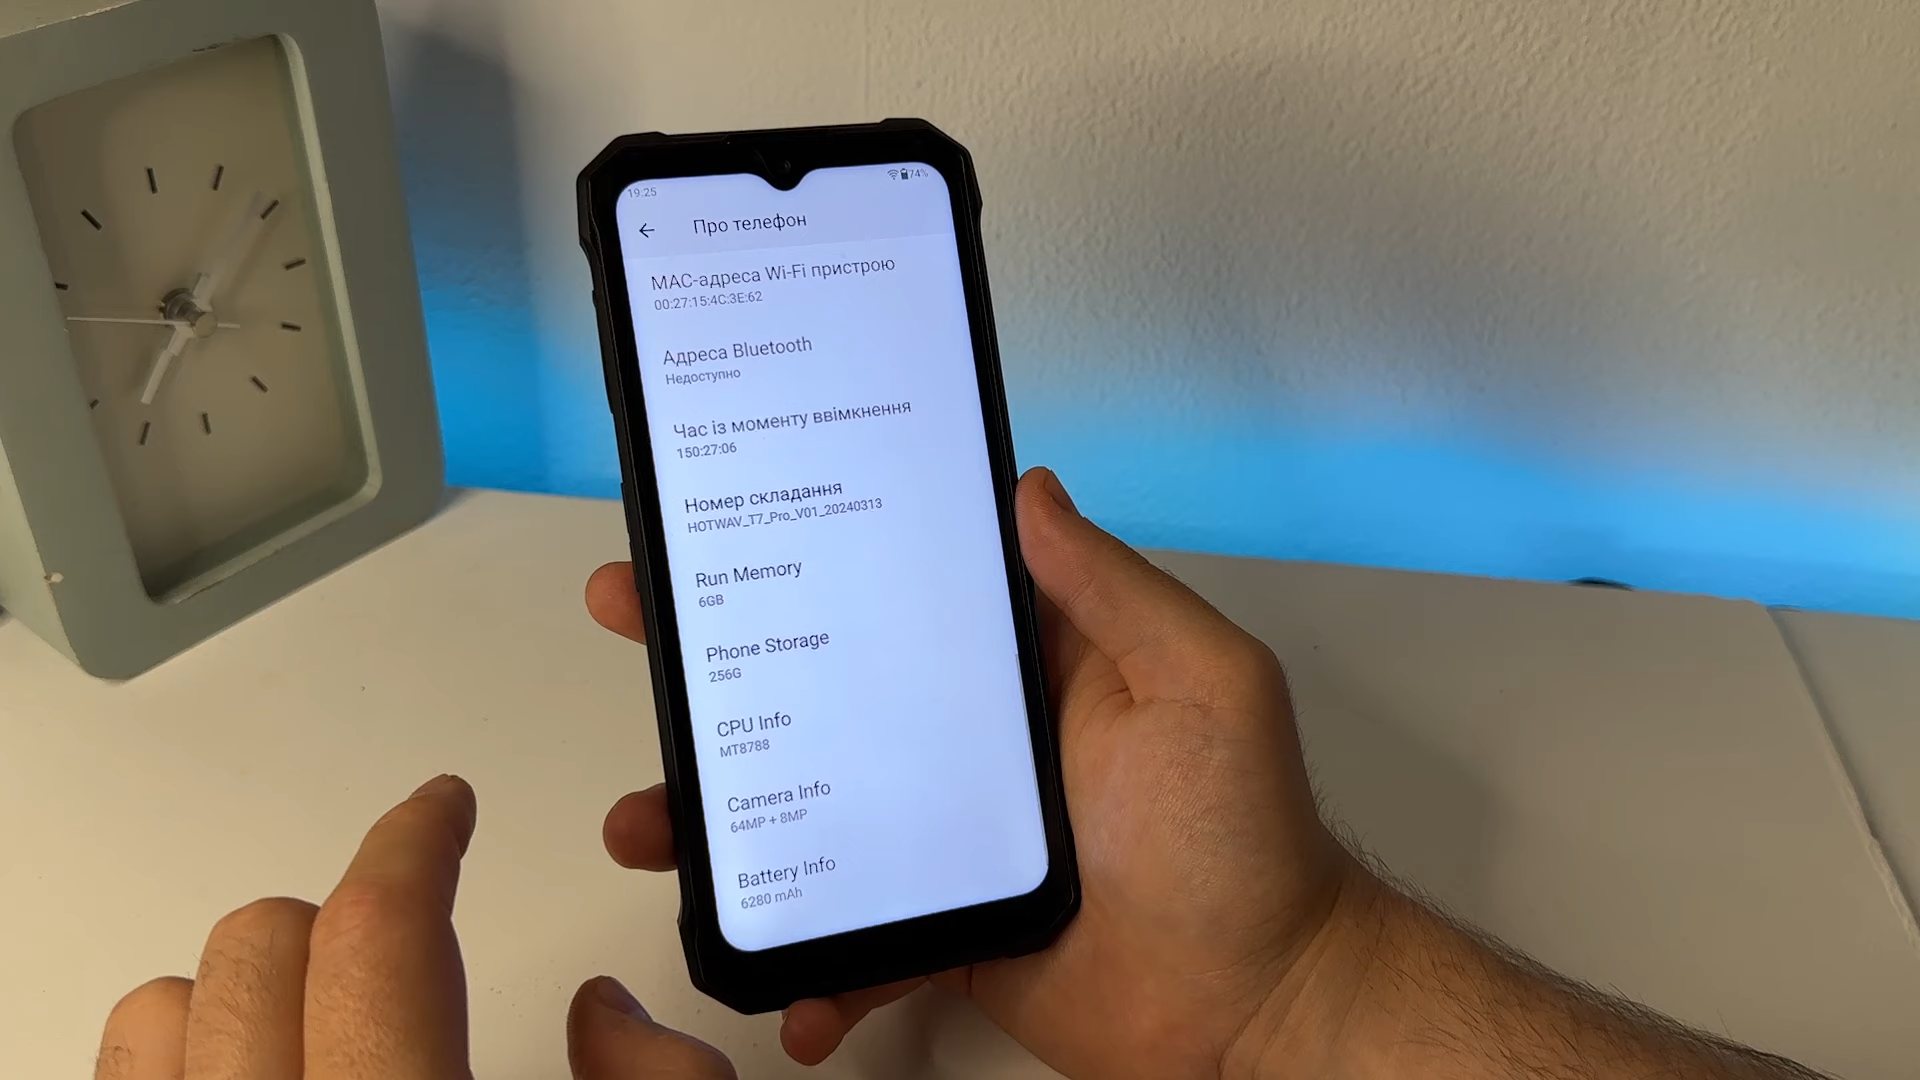 19:25
74%
Про телефон
MAC-адреса Wi-Fi пристрою
00:27:15:4C:3E:62
Адреса Bluetooth
Недоступно
Час із моменту ввімкнення
150:27:06
Номер складання
HOTWAV_T7_Pro_V01_20240313
Run Memory
6GB
Phone Storage
256G
CPU Info
MT8788
Camera Info
64MP + 8MP
Battery Info
6280 mAh